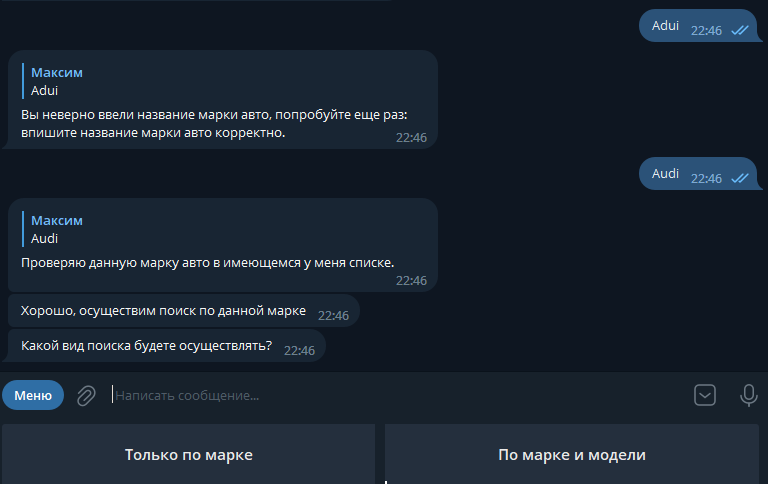 Adui 22:46
Максим
Adui
Вы неверно ввели название марки авто, попробуйте еще раз:
впишите название марки авто корректно.
22:46
Audi 22:46
Максим
Audi
Проверяю данную марку авто в имеющемся у меня списке.
22:46
Хорошо, осуществим поиск по данной марке 22:46
Какой вид поиска будете осуществлять? 22:46
Меню Написать сообщение...
Только по марке По марке и модели